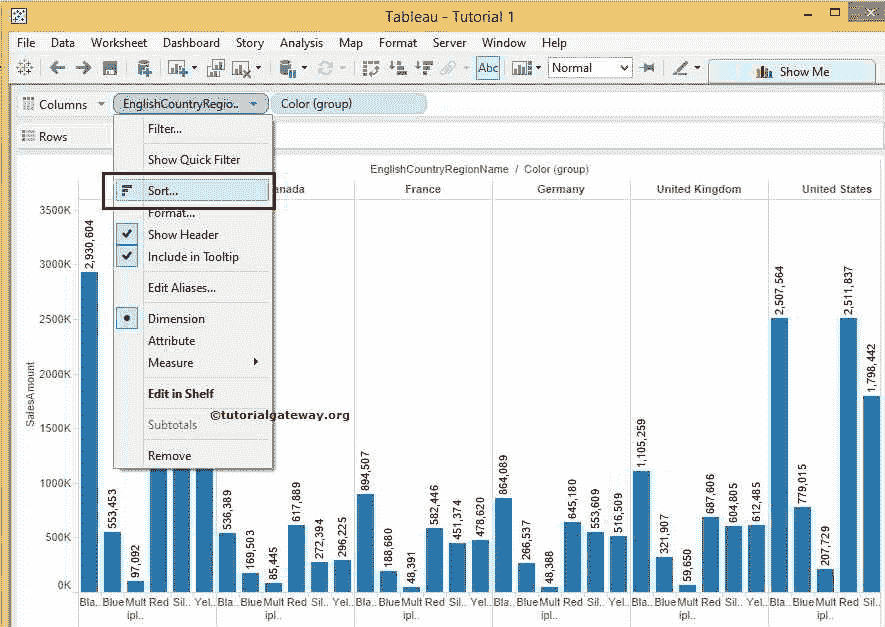 Tableau - Tutorial 1
File Data Worksheet Dashboard Story Analysis Map Format Server Window Help
Abc Normal Show Me
Columns EnglishCountryRegio.. Color (group)
Rows
Filter...
Show Quick Filter
Sort...
Format...
Show Header
Include in Tooltip
Edit Aliases...
Dimension
Attribute
Measure
Edit in Shelf
©tutorialgateway.org
Subtotals
Remove
EnglishCountryRegionName / Color (group)
anada France Germany United Kingdom United States
SalesAmount
3500K
3000K
2500K
2000K
1500K
1000K
500K
0K
2,930,604
553,453
97,092
536,389
169,503
85,445
617,889
272,394
296,225
894,507
188,680
48,391
582,446
451,374
478,620
864,089
266,537
48,388
645,180
553,609
516,509
1,105,259
321,907
59,650
687,606
604,805
612,485
2,507,564
779,015
207,729
2,511,837
1,798,442
Bla.. Blue Mult Red Sil.. Yel.. Bla.. Blue Mult Red Sil.. Yel.. Bla.. Blue Mult Red Sil.. Yel.. Bla.. Blue Mult Red Sil.. Yel.. Bla.. Blue Mult Red Sil.. Yel.. Bla.. Blue Mult Red Sil..
ipl.. ipl.. ipl.. ipl.. ipl.. ipl..